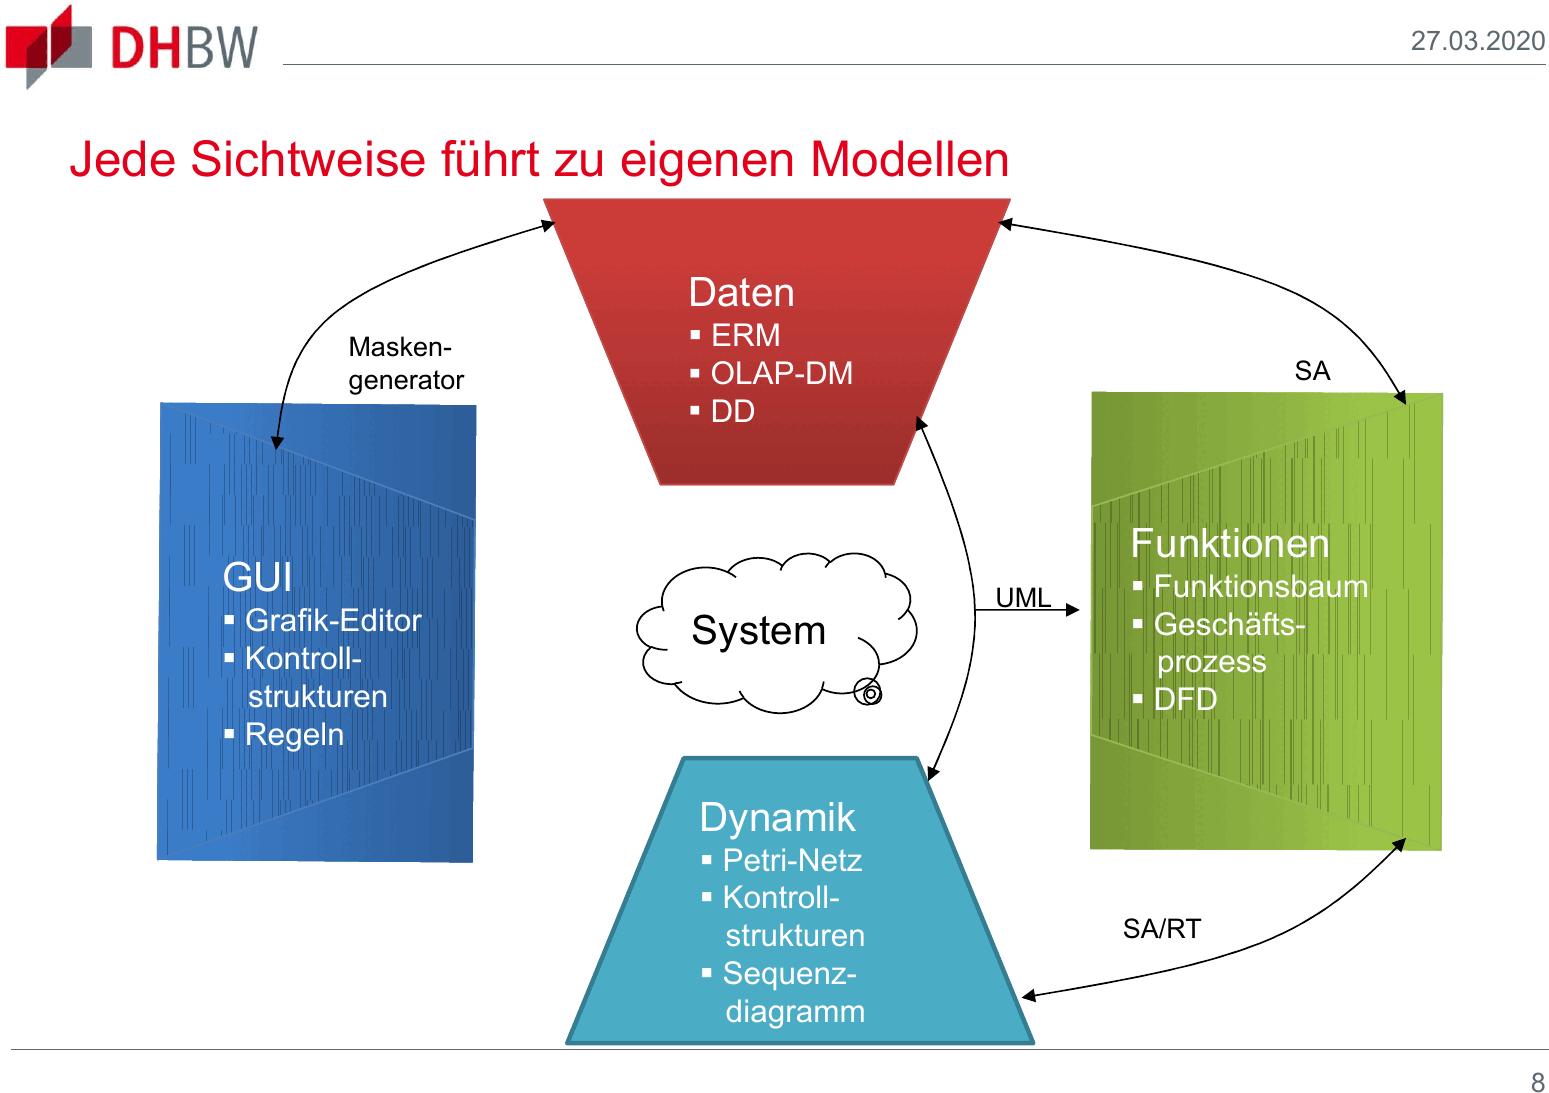 DHBW
27.03.2020
Jede Sichtweise führt zu eigenen Modellen
Daten
▪ ERM
▪ OLAP-DM
▪ DD
Masken-
generator
SA
GUI
▪ Grafik-Editor
▪ Kontroll-
strukturen
▪ Regeln
System
UML
Funktionen
▪ Funktionsbaum
▪ Geschäfts-
prozess
▪ DFD
Dynamik
▪ Petri-Netz
▪ Kontroll-
strukturen
▪ Sequenz-
diagramm
SA/RT
8